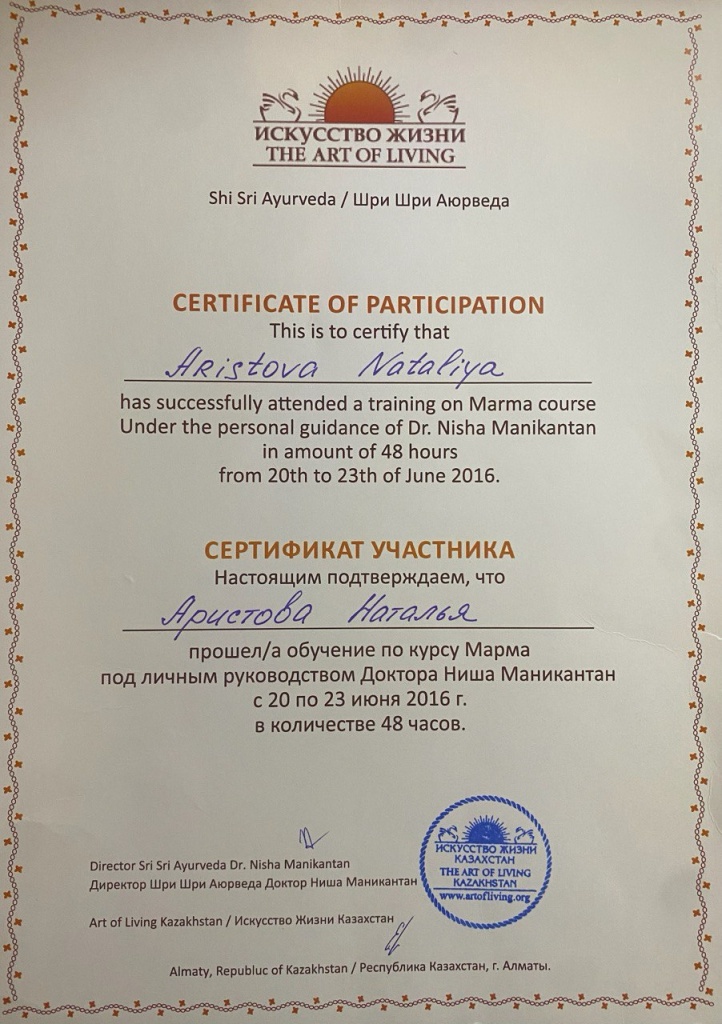 ИСКУССТВО ЖИЗНИ
THE ART OF LIVING
Shi Sri Ayurveda / Шри Шри Аюрведа
CERTIFICATE OF PARTICIPATION
This is to certify that
Aristova Nataliya
has successfully attended a training on Marma course
Under the personal guidance of Dr. Nisha Manikantan
in amount of 48 hours
from 20th to 23th of June 2016.
СЕРТИФИКАТ УЧАСТНИКА
Настоящим подтверждаем, что
Аристова Наталья
прошел/а обучение по курсу Марма
под личным руководством Доктора Ниша Маникантан
с 20 по 23 июня 2016 г.
в количестве 48 часов.
Director Sri Sri Ayurveda Dr. Nisha Manikantan
Директор Шри Шри Аюрведа Доктор Ниша Маникантан
ИСКУССТВО ЖИЗНИ
КАЗАХСТАН
THE ART OF LIVING
KAZAKHSTAN
www.artofliving.org
Art of Living Kazakhstan / Искусство Жизни Казахстан
Almaty, Republuc of Kazakhstan / Республика Казахстан, г. Алматы.